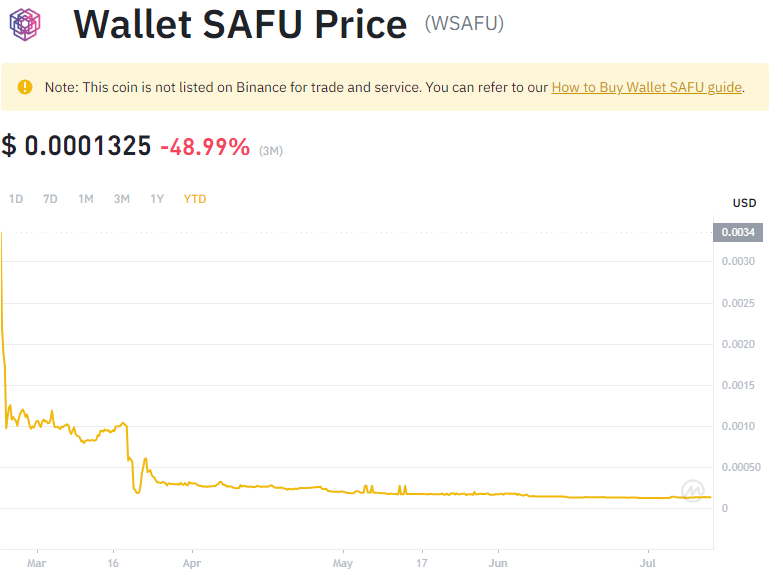 Wallet SAFU Price (WSAFU)
Note: This coin is not listed on Binance for trade and service. You can refer to our How to Buy Wallet SAFU guide.
$ 0.0001325 -48.99% (3M)
1D 7D 1M 3M 1Y YTD
USD
0.0034
0.0030
0.0025
0.0020
0.0015
0.0010
0.00050
0
Mar 16 Apr May 17 Jun Jul